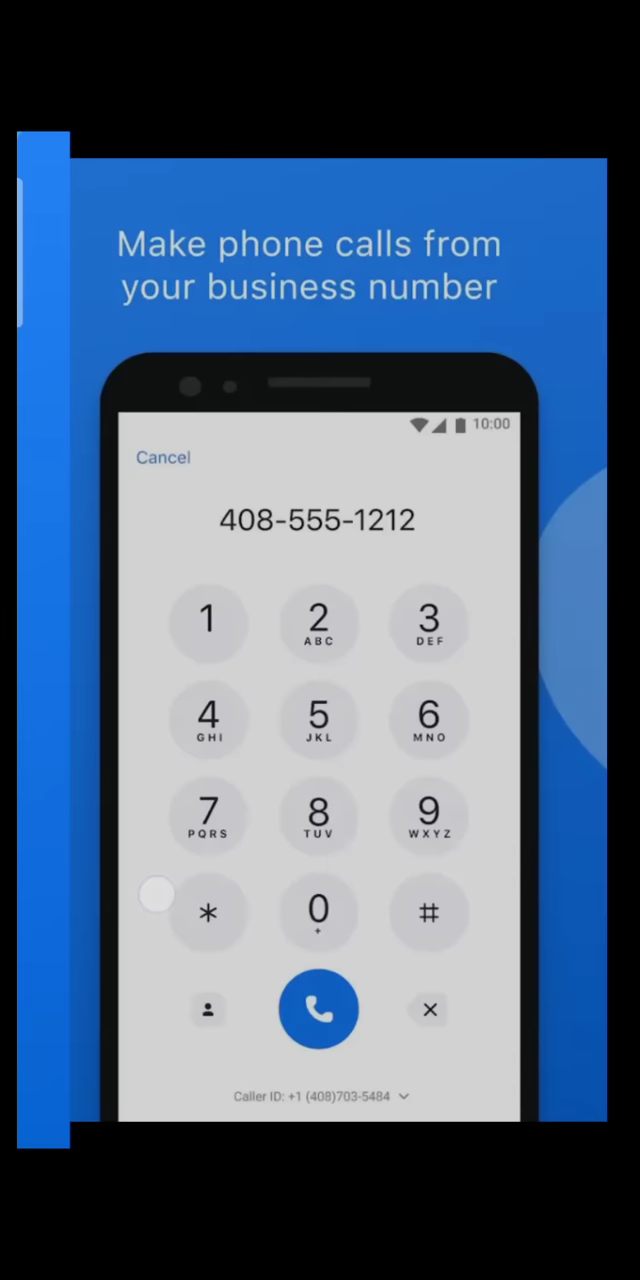 Make phone calls from
your business number
10:00
Cancel
408-555-1212
1
2
ABC
3
DEF
4
GHI
5
JKL
6
MNO
7
PQRS
8
TUV
9
WXYZ
*
0
+
#
Caller ID: +1 (408)703-5484